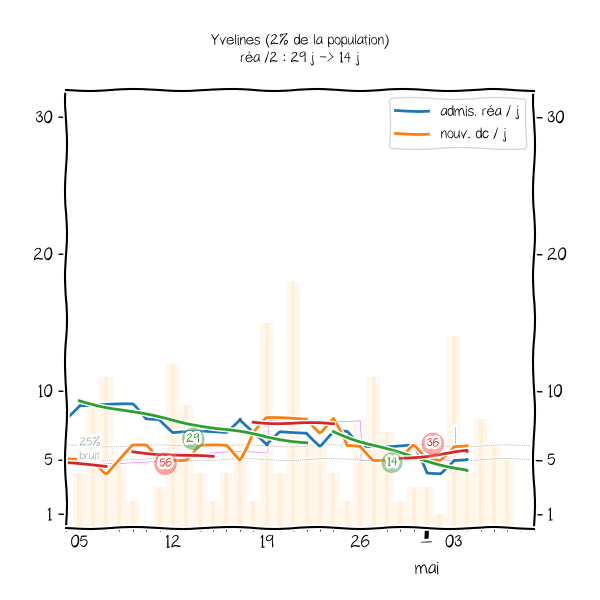 Yvelines (2% de la population)
réa /2 : 29 j -> 14 j
admis. réa / j
nouv. dc / j
30
30
20
20
10
10
25%
bruit
29
56
14
36
5
5
1
1
05 12 19 26 1 03
mai